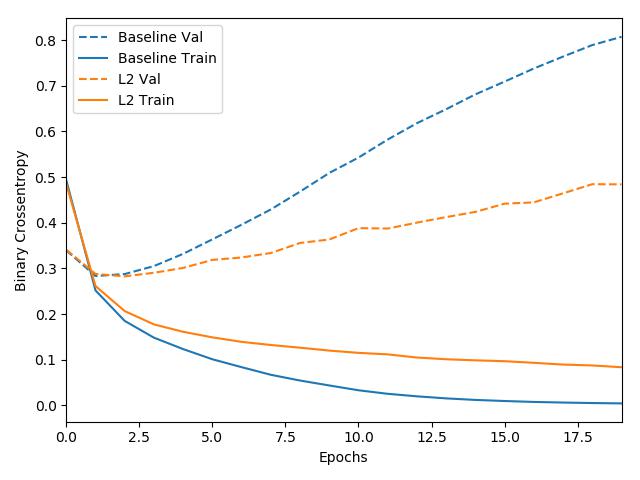 Baseline Val
Baseline Train
L2 Val
L2 Train
Binary Crossentropy
0.8
0.7
0.6
0.5
0.4
0.3
0.2
0.1
0.0
0.0 2.5 5.0 7.5 10.0 12.5 15.0 17.5
Epochs